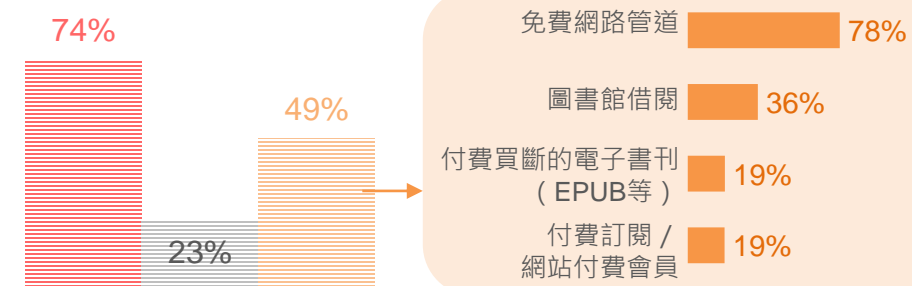 74%
23%
49%
免費網路管道 78%
圖書館借閱 36%
付費買斷的電子書刊
（EPUB等） 19%
付費訂閱／
網站付費會員 19%